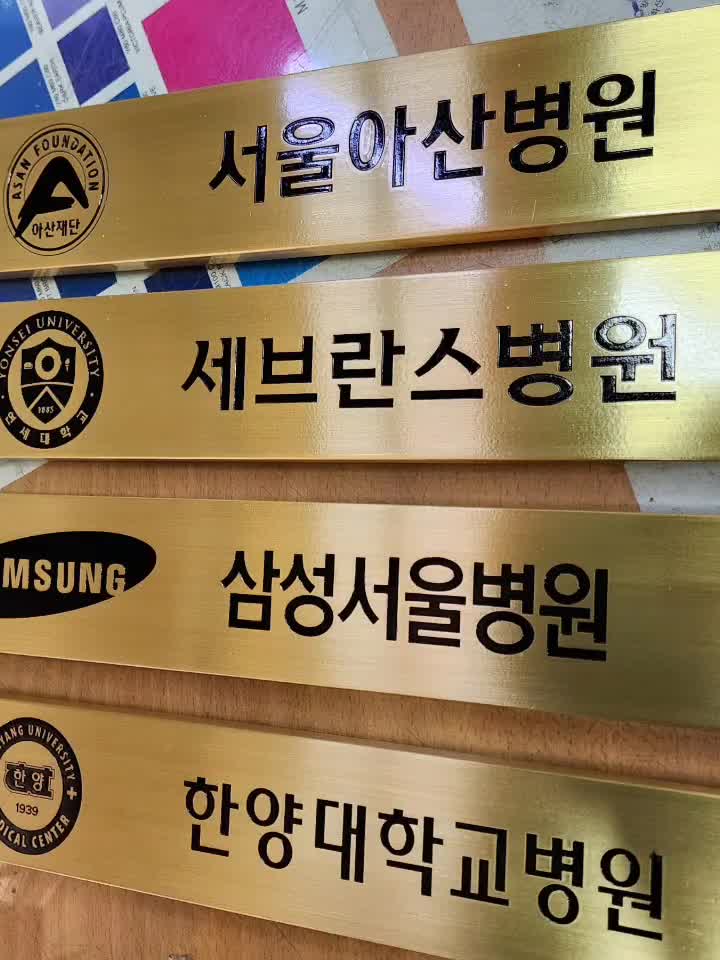 ASAN FOUNDATION
아산재단
서울아산병원
YONSEI UNIVERSITY
1885
연세대학교
세브란스병원
MSUNG
삼성서울병원
YANG UNIVERSITY
한양
1939
DICAL CENTER
한양대학교병원